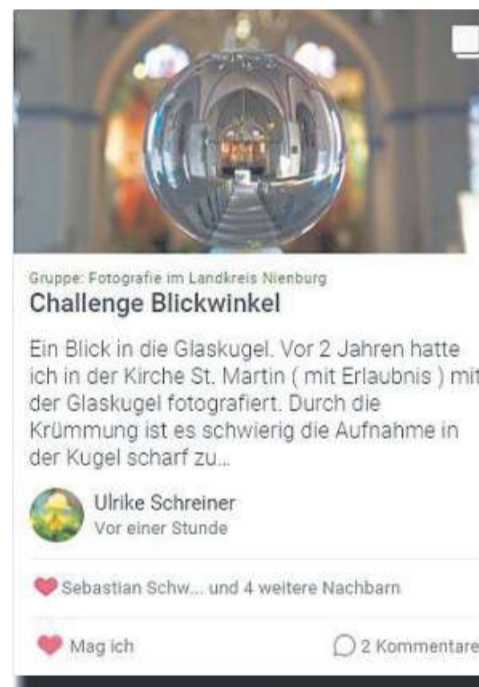 Gruppe: Fotografie im Landkreis Nienburg
Challenge Blickwinkel
Ein Blick in die Glaskugel. Vor 2 Jahren hatte
ich in der Kirche St. Martin ( mit Erlaubnis ) mit
der Glaskugel fotografiert. Durch die
Krümmung ist es schwierig die Aufnahme in
der Kugel scharf zu...
Ulrike Schreiner
Vor einer Stunde
Sebastian Schw... und 4 weitere Nachbarn
Mag ich
2 Kommentare